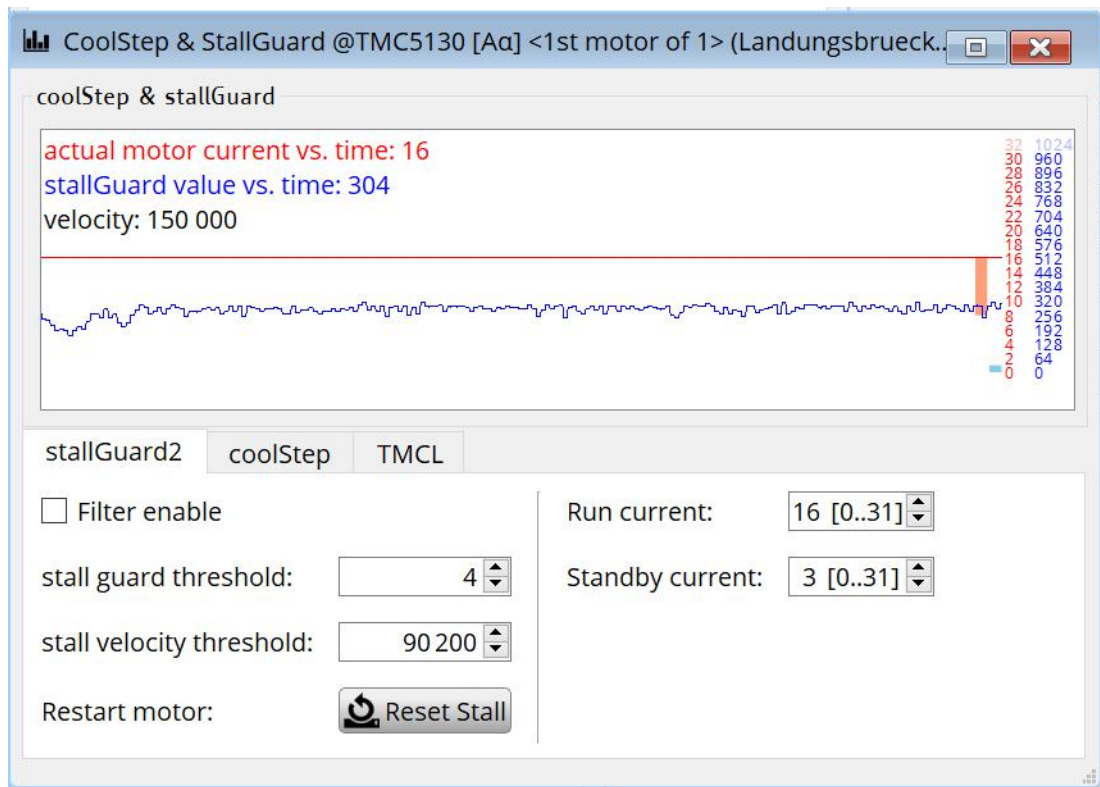 CoolStep & StallGuard @TMC5130 [Aα] <1st motor of 1> (Landungsbrueck..
coolStep & stallGuard
actual motor current vs. time: 16
stallGuard value vs. time: 304
velocity: 150 000
32 1024
30 960
28 896
26 832
24 768
22 704
20 640
18 576
16 512
14 448
12 384
10 320
8 256
6 192
4 128
2 64
0 0
stallGuard2 coolStep TMCL
Filter enable
stall guard threshold: 4
stall velocity threshold: 90 200
Restart motor: Reset Stall
Run current: 16 [0..31]
Standby current: 3 [0..31]